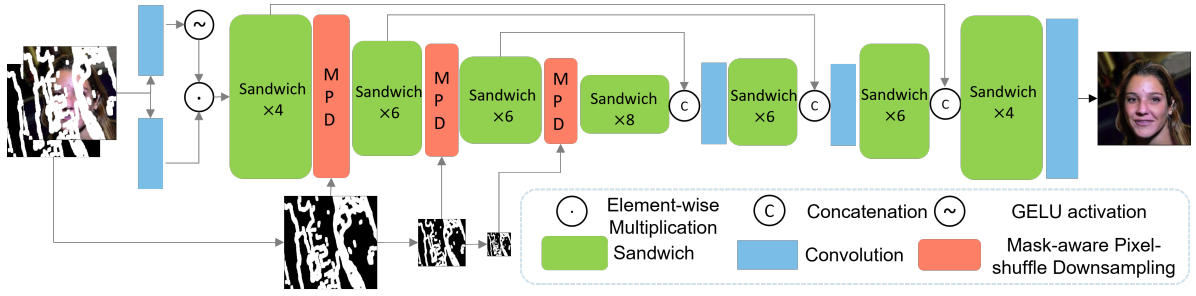 ~
·
Sandwich
×4
M
P
D
Sandwich
×6
M
P
D
Sandwich
×6
M
P
D
Sandwich
×8
C
Sandwich
×6
C
Sandwich
×6
C
Sandwich
×4
· Element-wise
Multiplication
C Concatenation
~ GELU activation
Sandwich
Convolution
Mask-aware Pixel-
shuffle Downsampling